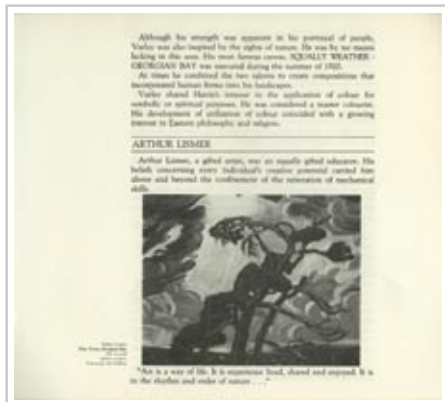 Although his strength was apparent in his portrayal of people,
Varley was also inspired by the sights of nature. He was by no means
lacking in this area. His most famous canvas, SQUALLY WEATHER -
GEORGIAN BAY was executed during the summer of 1920.
At times he combined the two talents to create compositions that
incorporated human forms into his landscapes.
Varley shared Harris's interest in the application of colour for
symbolic or spiritual purposes. He was considered a master colourist.
His development of utilization of colour coincided with a growing
interest in Eastern philosophy and religion.
ARTHUR LISMER
Arthur Lismer, a gifted artist, was an equally gifted educator. His
beliefs concerning every individual's creative potential carried him
above and beyond the confinement of the reiteration of mechanical
skills.
"Art is a way of life. It is experience lived, shared and enjoyed. It is
in the rhythm and order of nature . . ."